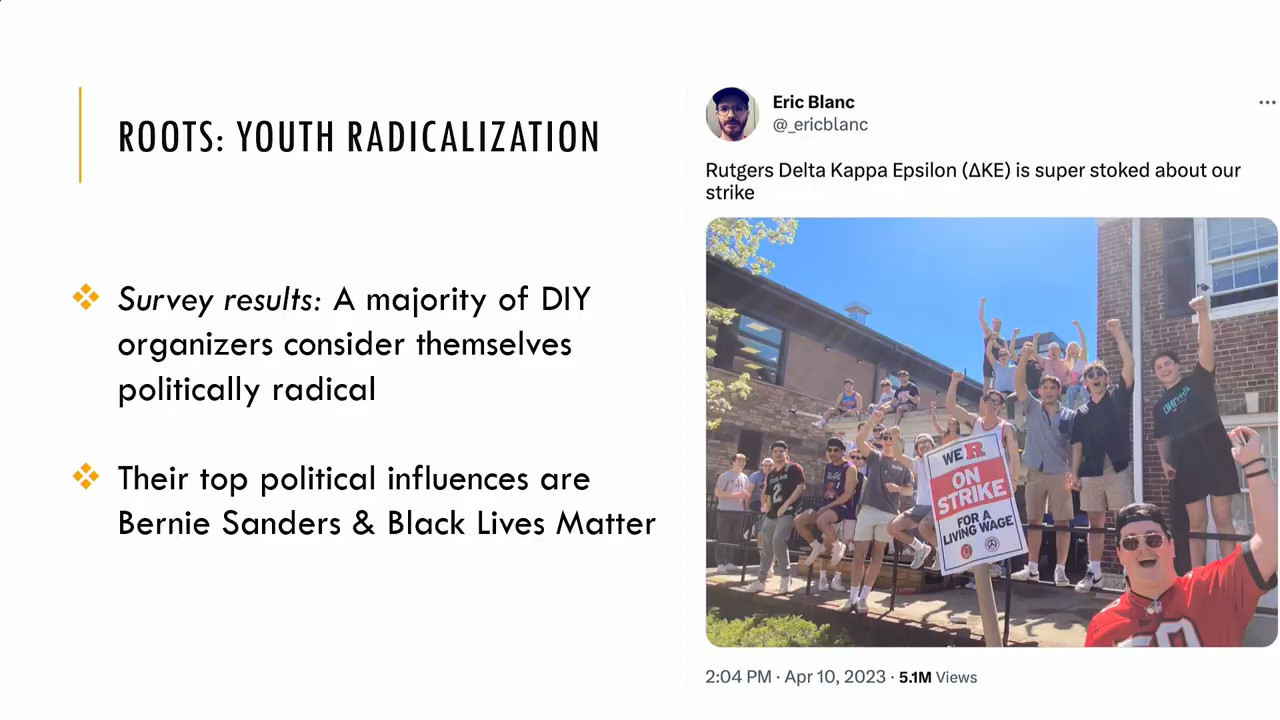 ROOTS: YOUTH RADICALIZATION
Survey results: A majority of DIY
organizers consider themselves
politically radical
Their top political influences are
Bernie Sanders & Black Lives Matter
Eric Blanc
@_ericblanc
Rutgers Delta Kappa Epsilon (ΔKE) is super stoked about our
strike
WE R
ON
STRIKE
FOR A
LIVING WAGE
2:04 PM · Apr 10, 2023 · 5.1M Views